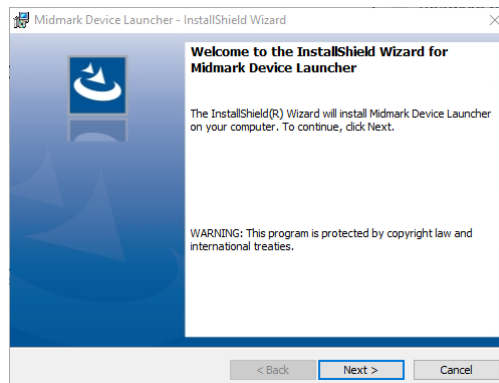 Midmark Device Launcher - InstallShield Wizard
Welcome to the InstallShield Wizard for
Midmark Device Launcher
The InstallShield(R) Wizard will install Midmark Device Launcher
on your computer. To continue, click Next.
WARNING: This program is protected by copyright law and
international treaties.
< Back
Next >
Cancel